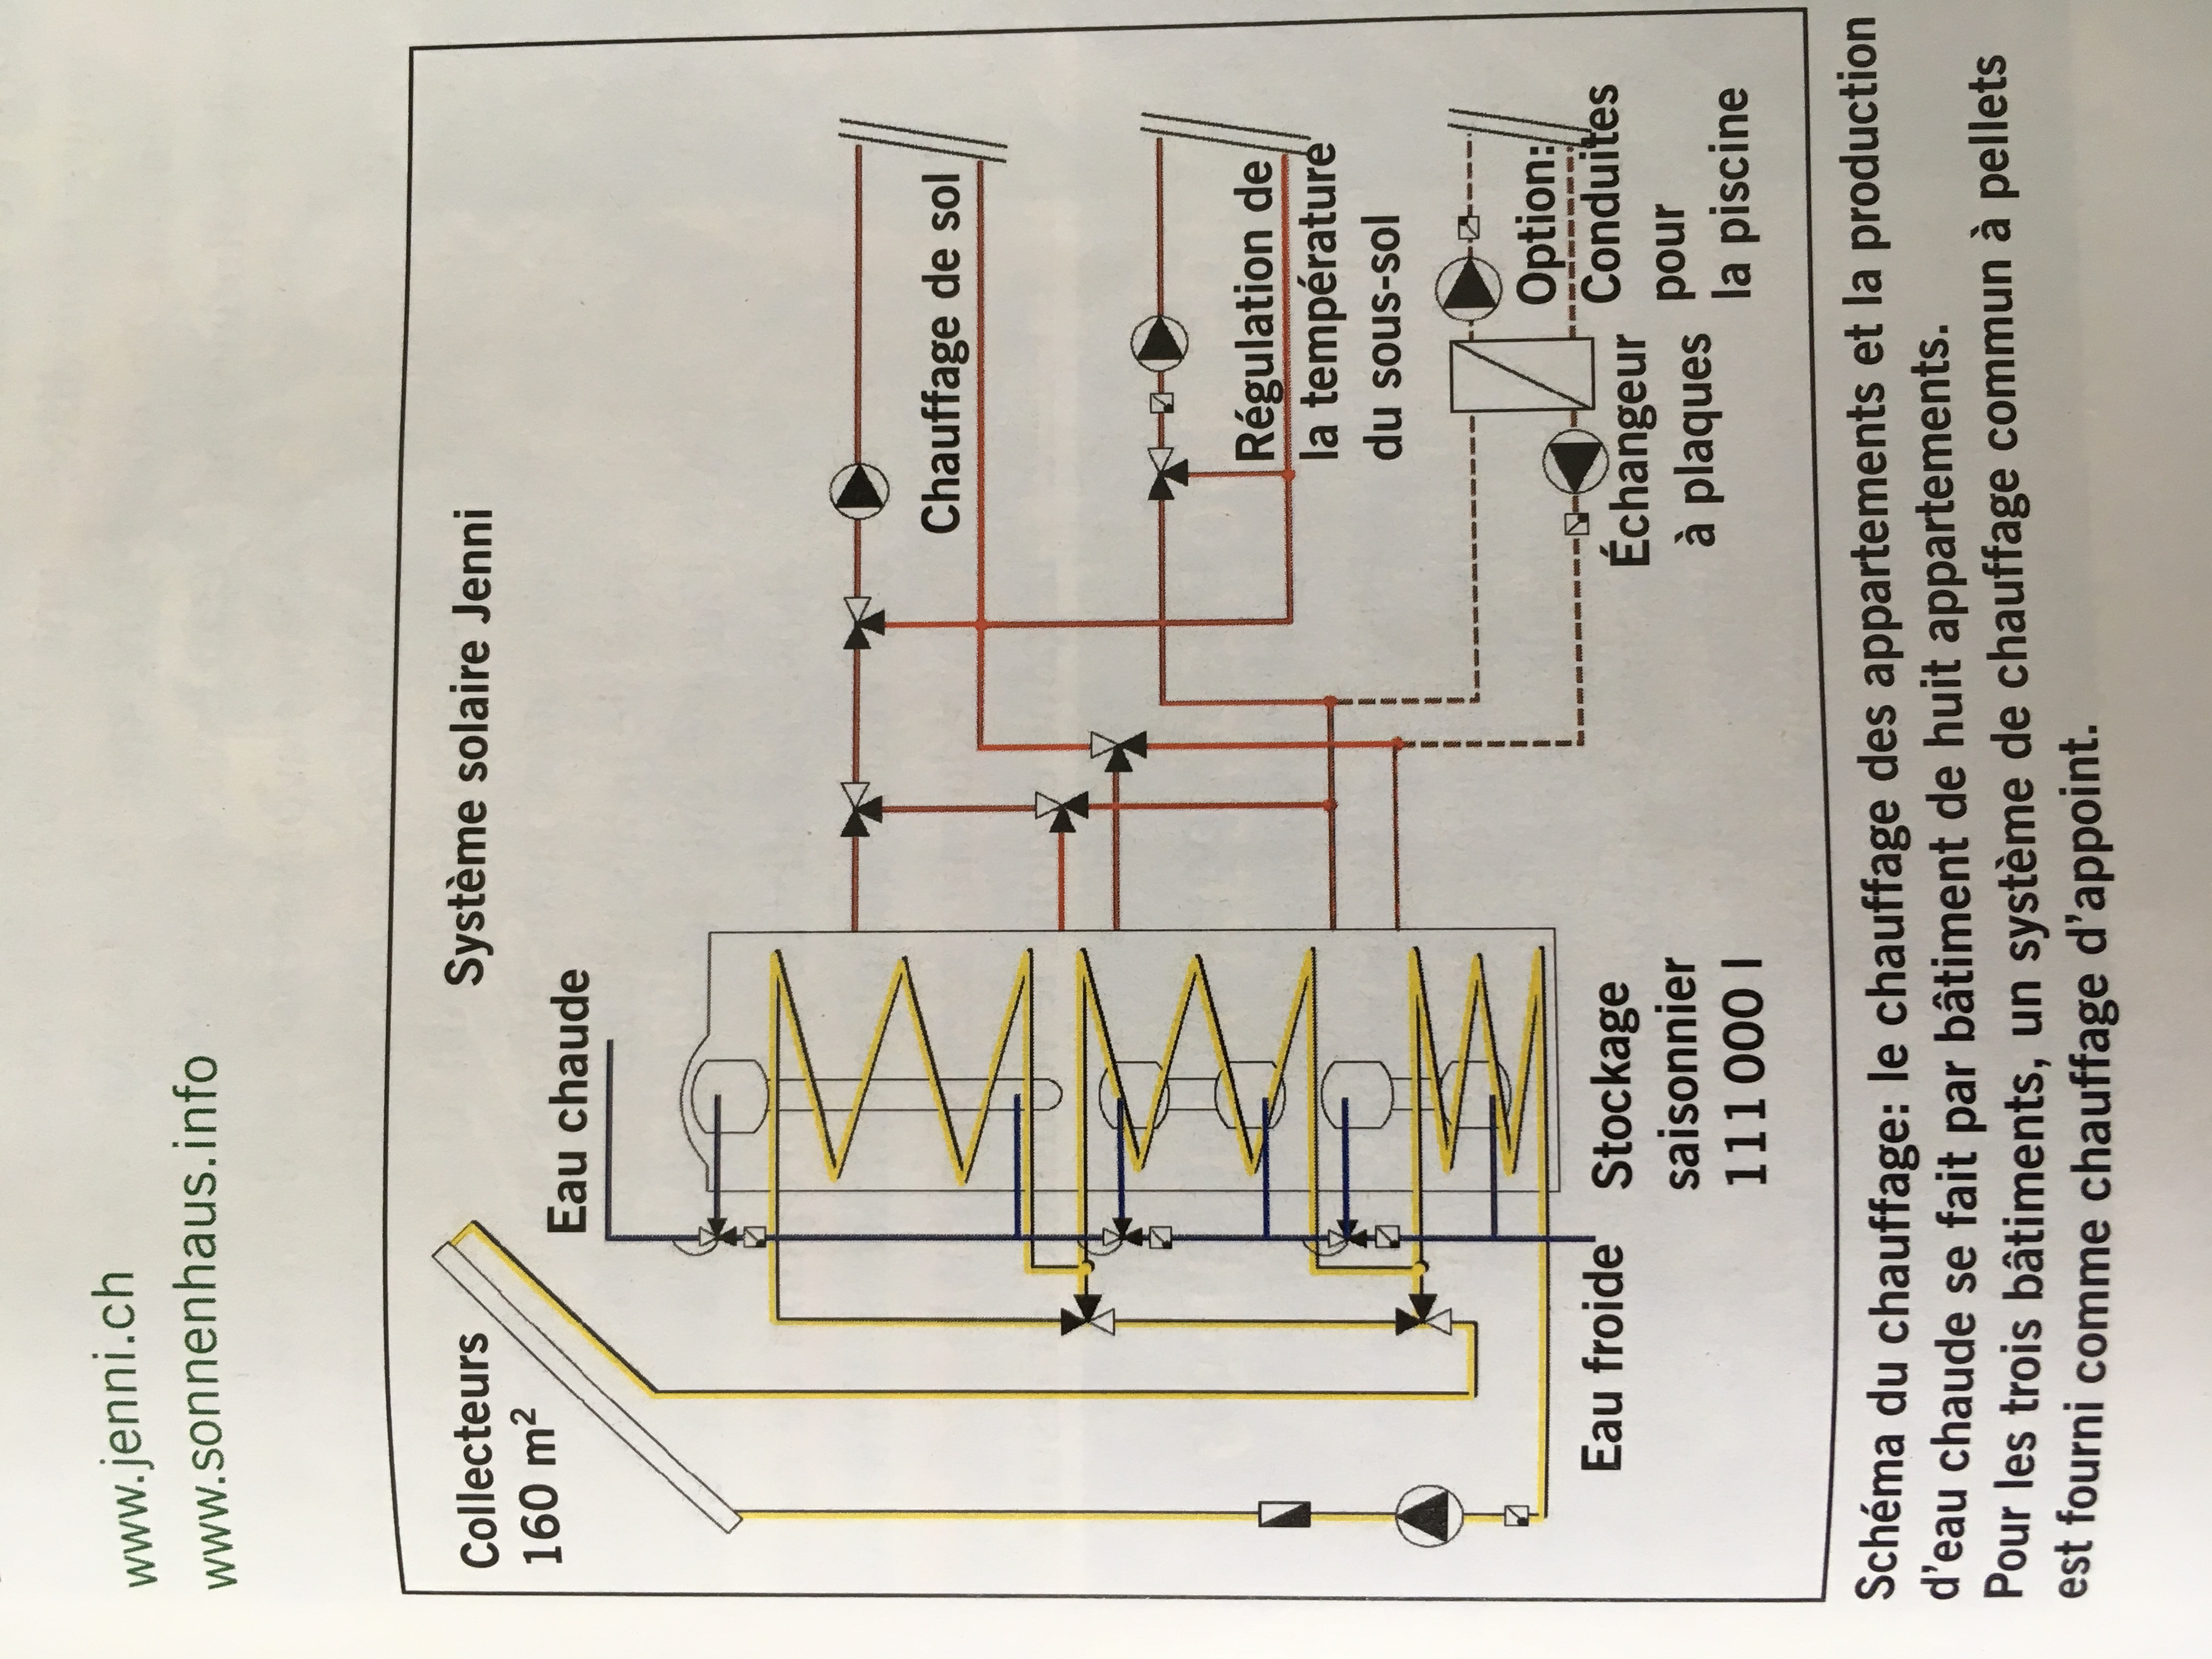 www.jenni.ch
www.sonnenhaus.info
Collecteurs
160 m²
Système solaire Jenni
Eau chaude
Chauffage de sol
Régulation de
la température
du sous-sol
Option:
Conduites
pour
la piscine
Échangeur
à plaques
Eau froide
Stockage
saisonnier
111 000 l
Schéma du chauffage: le chauffage des appartements et la production
d'eau chaude se fait par bâtiment de huit appartements.
Pour les trois bâtiments, un système de chauffage commun à pellets
est fourni comme chauffage d'appoint.